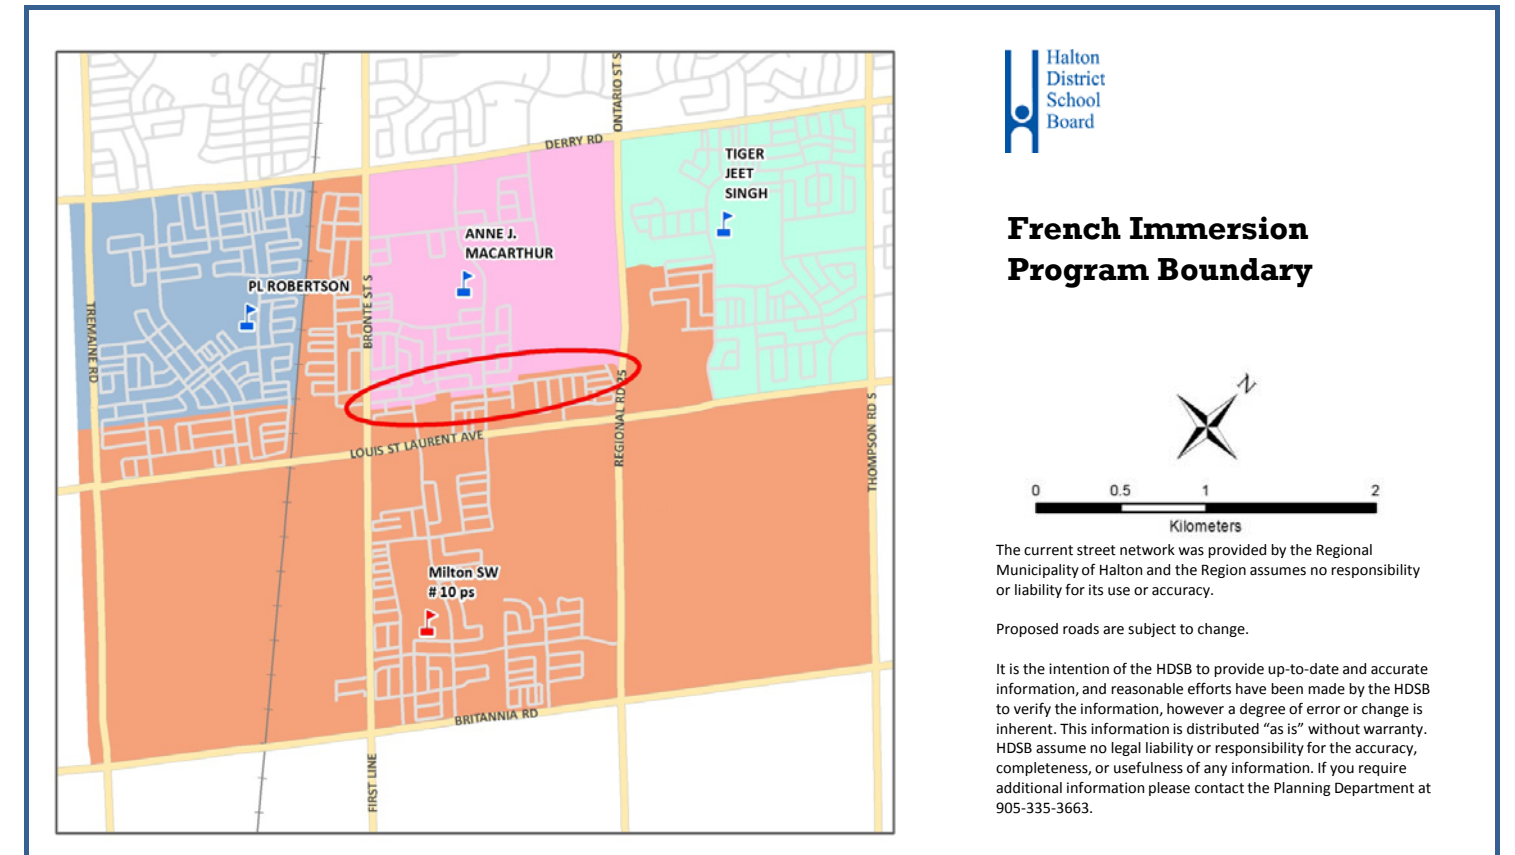 ONTARIO ST S
DERRY RD
TIGER
JEET
SINGH
ANNE J.
MACARTHUR
PL ROBERTSON
TREMAINE RD
BRONTE ST S
REGIONAL RD 25
THOMPSON RD S
LOUIS ST LAURENT AVE
Milton SW
# 10 ps
BRITANNIA RD
FIRST LINE
Halton
District
School
Board
French Immersion
Program Boundary
N
0 0.5 1 2
Kilometers
The current street network was provided by the Regional
Municipality of Halton and the Region assumes no responsibility
or liability for its use or accuracy.
Proposed roads are subject to change.
It is the intention of the HDSB to provide up-to-date and accurate
information, and reasonable efforts have been made by the HDSB
to verify the information, however a degree of error or change is
inherent. This information is distributed “as is” without warranty.
HDSB assume no legal liability or responsibility for the accuracy,
completeness, or usefulness of any information. If you require
additional information please contact the Planning Department at
905-335-3663.